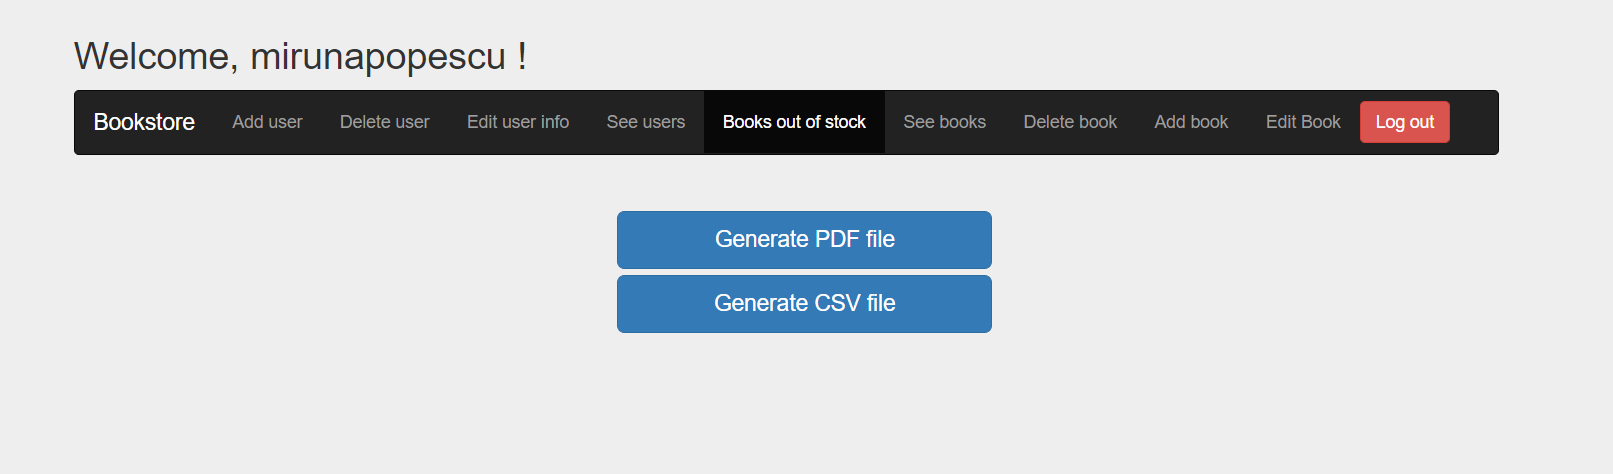 Welcome, mirunapopescu !
Bookstore Add user Delete user Edit user info See users Books out of stock See books Delete book Add book Edit Book Log out
Generate PDF file
Generate CSV file